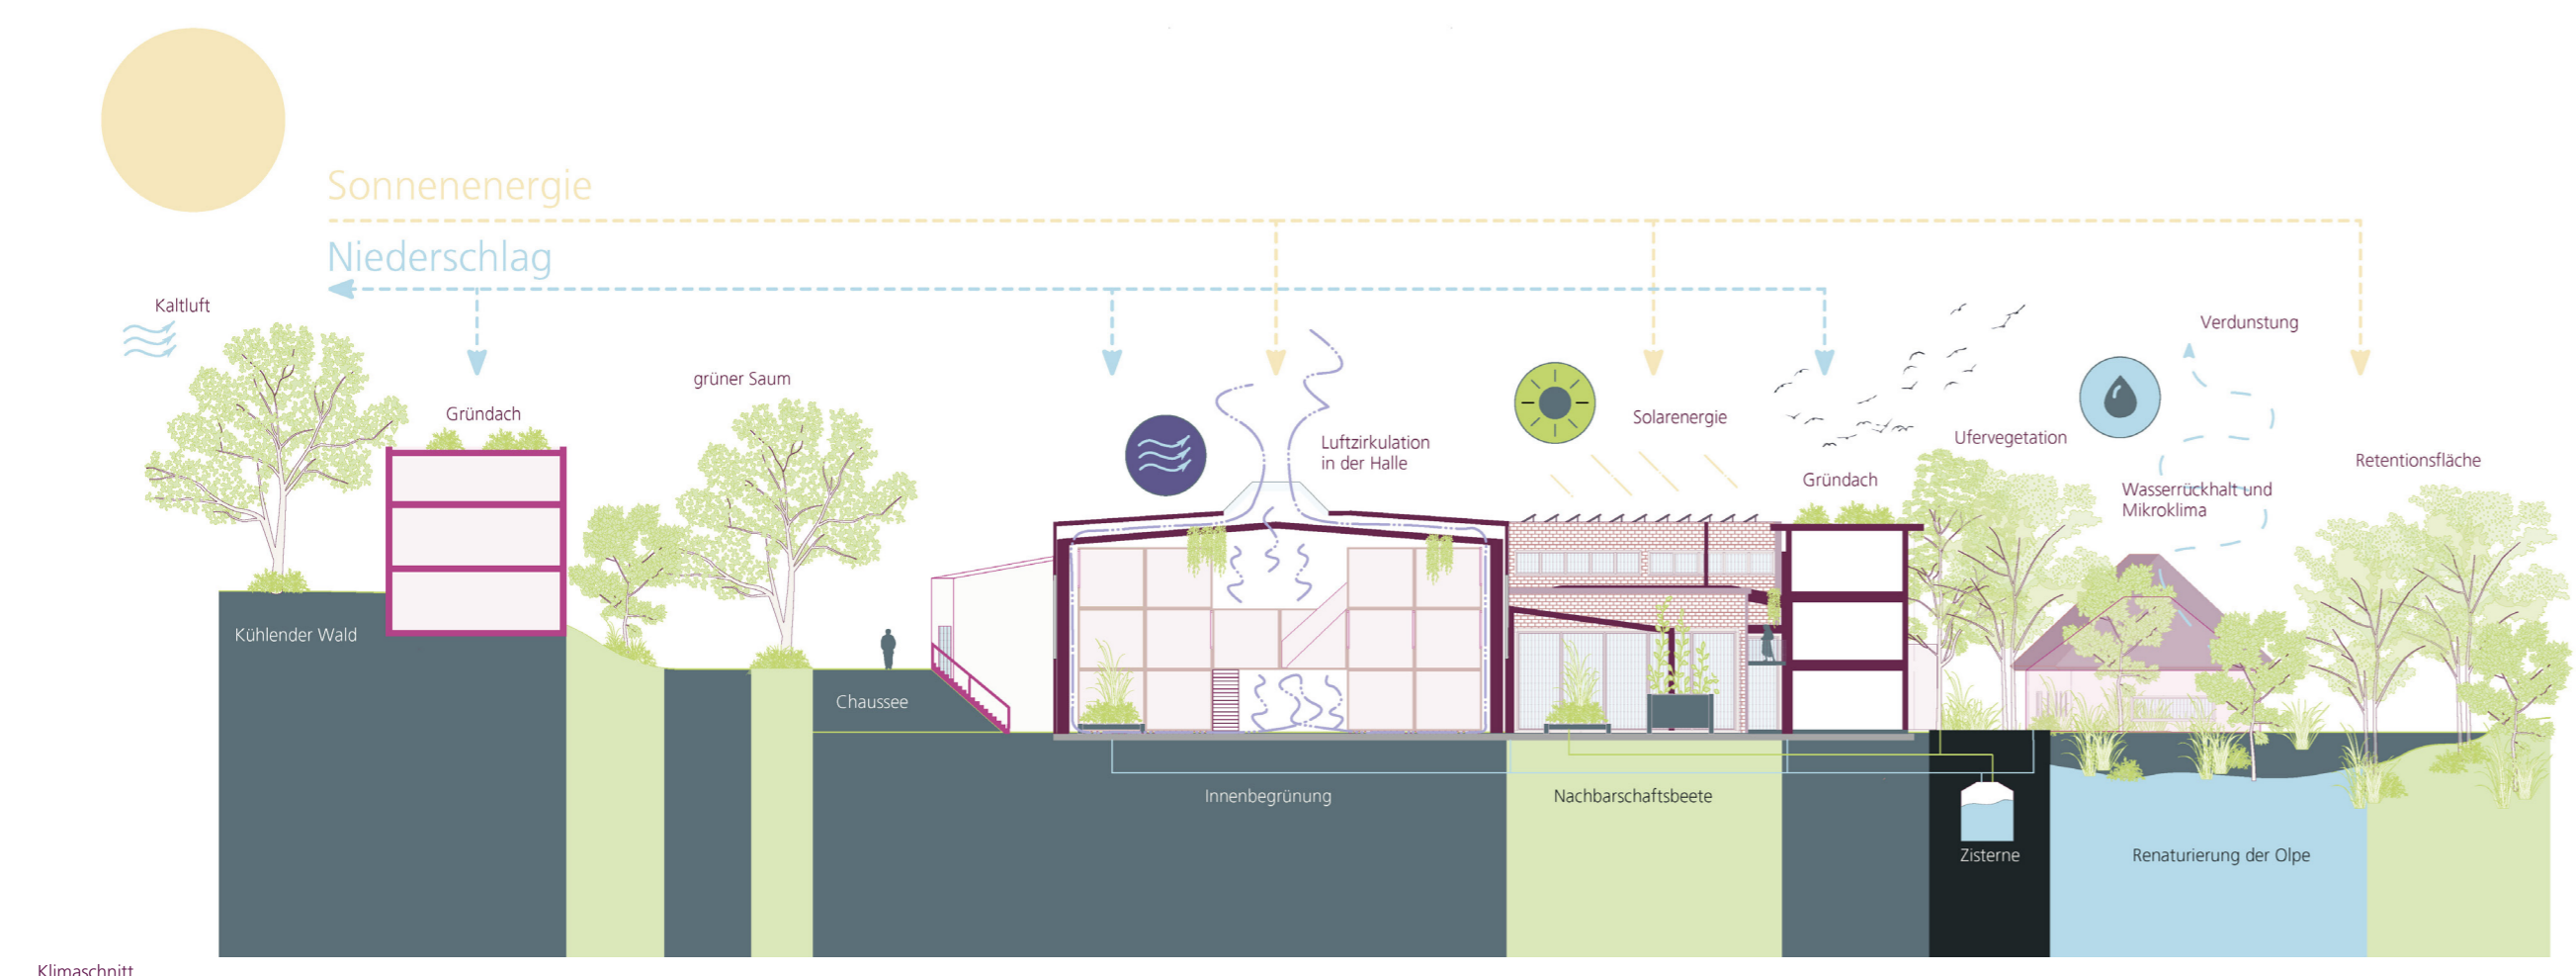 Sonnenenergie
Niederschlag
Kaltluft
Verdunstung
grüner Saum
Gründach
Solarenergie
Luftzirkulation
in der Halle
Ufervegetation
Retentionsfläche
Gründach
Wasserrückhalt und
Mikroklima
Kühlender Wald
Chaussee
Innenbegrünung
Nachbarschaftsbeete
Zisterne
Renaturierung der Olpe
Klimaschnitt